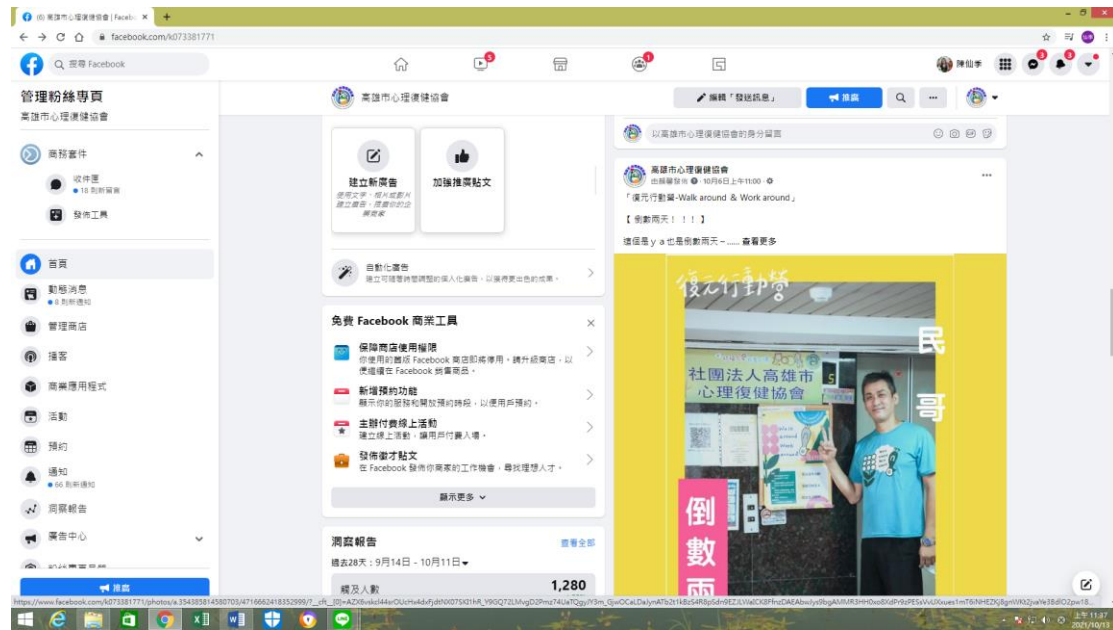 (6) 高雄市心理復健協會 | Facebo
facebook.com/k073381771
搜尋 Facebook
5
1
陳仙季
3
管理粉絲專頁
高雄市心理復健協會
商務套件
收件匣
18 則新留言
發佈工具
首頁
動態消息
8 則新通知
管理商店
播客
商業應用程式
活動
預約
通知
66 則新通知
洞察報告
廣告中心
推廣
高雄市心理復健協會
編輯「發送訊息」
推廣
建立新廣告
使用文字、相片或影片
加強推廣貼文
自動化廣告
建立可隨著時間調整的個人化廣告，以獲得更出色的成果。
免費 Facebook 商業工具
保障商店使用權限
你使用的舊版 Facebook 商店即將停用。請升級商店，以
便繼續在 Facebook 銷售商品。
新增預約功能
顯示你的服務和開放預約時段，以便用戶預約。
主辦付費線上活動
建立線上活動，讓用戶付費入場。
發佈徵才貼文
在 Facebook 發佈你商家的工作機會，尋找理想人才。
顯示更多
洞察報告
查看全部
過去28天：9月14日 - 10月11日
觸及人數
1,280
以高雄市心理復健協會的身分留言
高雄市心理復健協會
10月6日上午11:00
「復元行動營-Walk around & Work around」
【 倒數兩天！！！】
這個是ｙａ也是倒數兩天~...... 查看更多
復元行動營
民哥
社團法人高雄市
心理復健協會
5
倒數兩
上午 11:37
2021/10/13